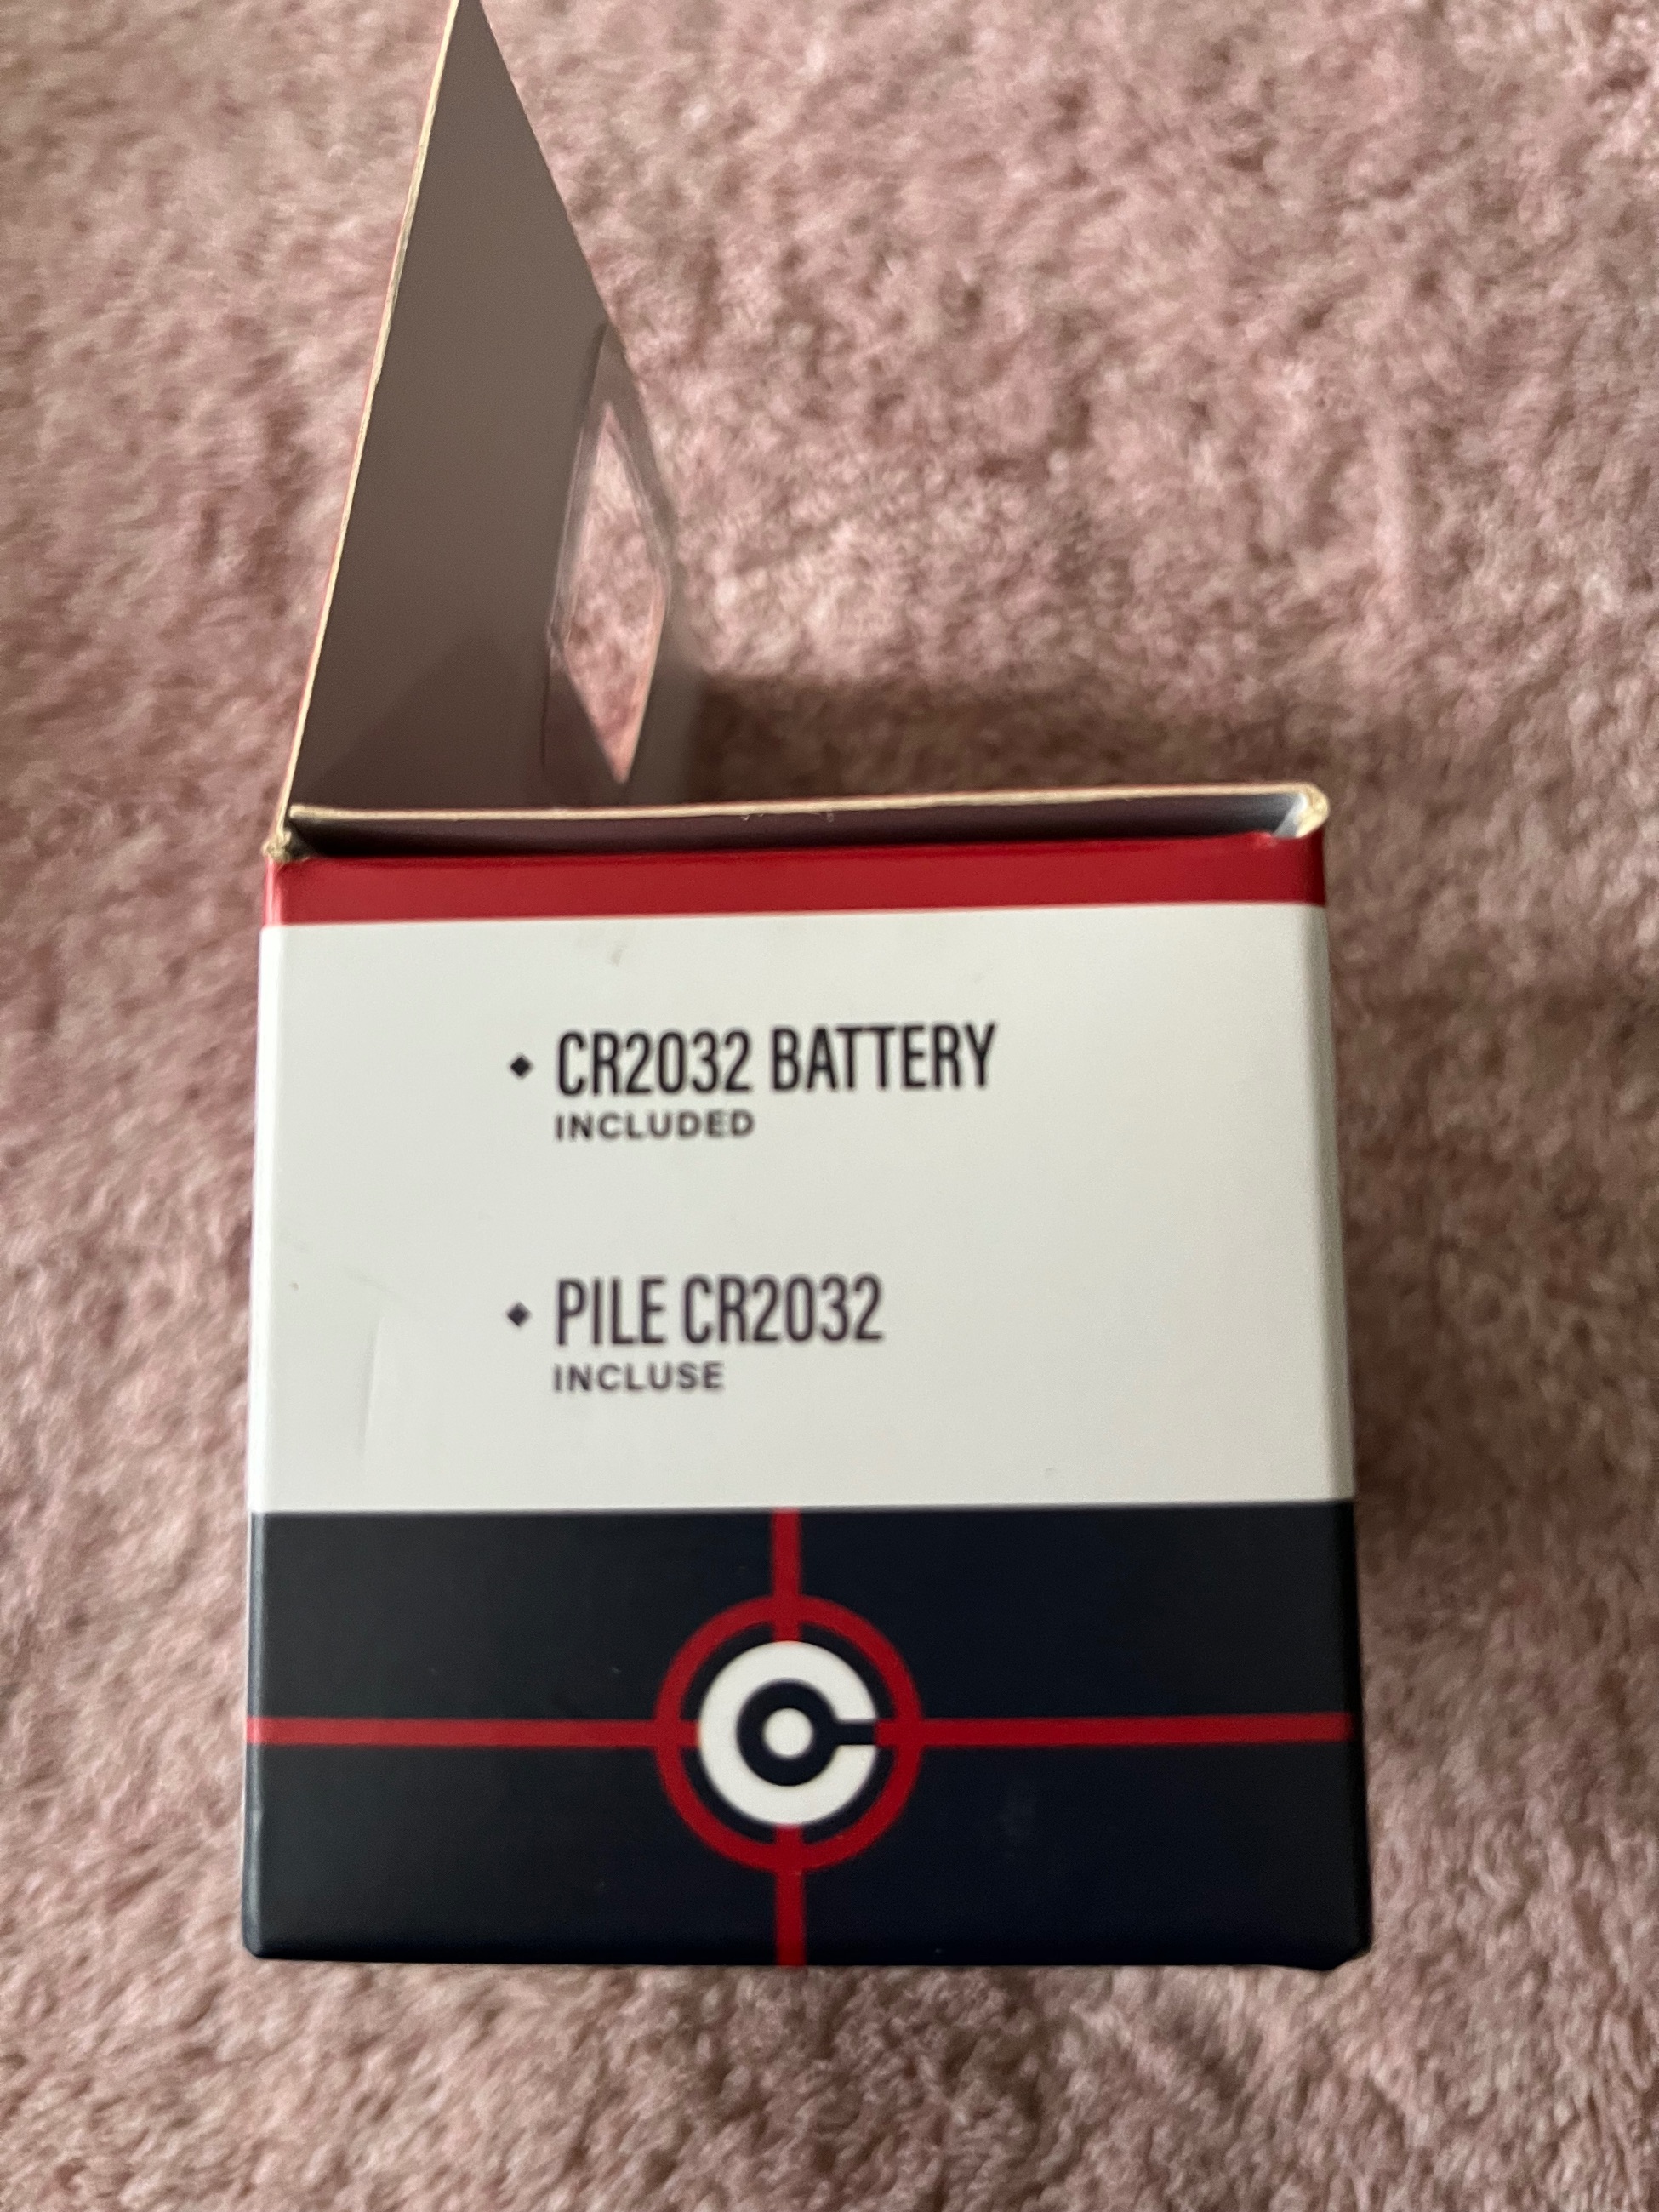 CR2032 BATTERY
INCLUDED
PILE CR2032
INCLUSE